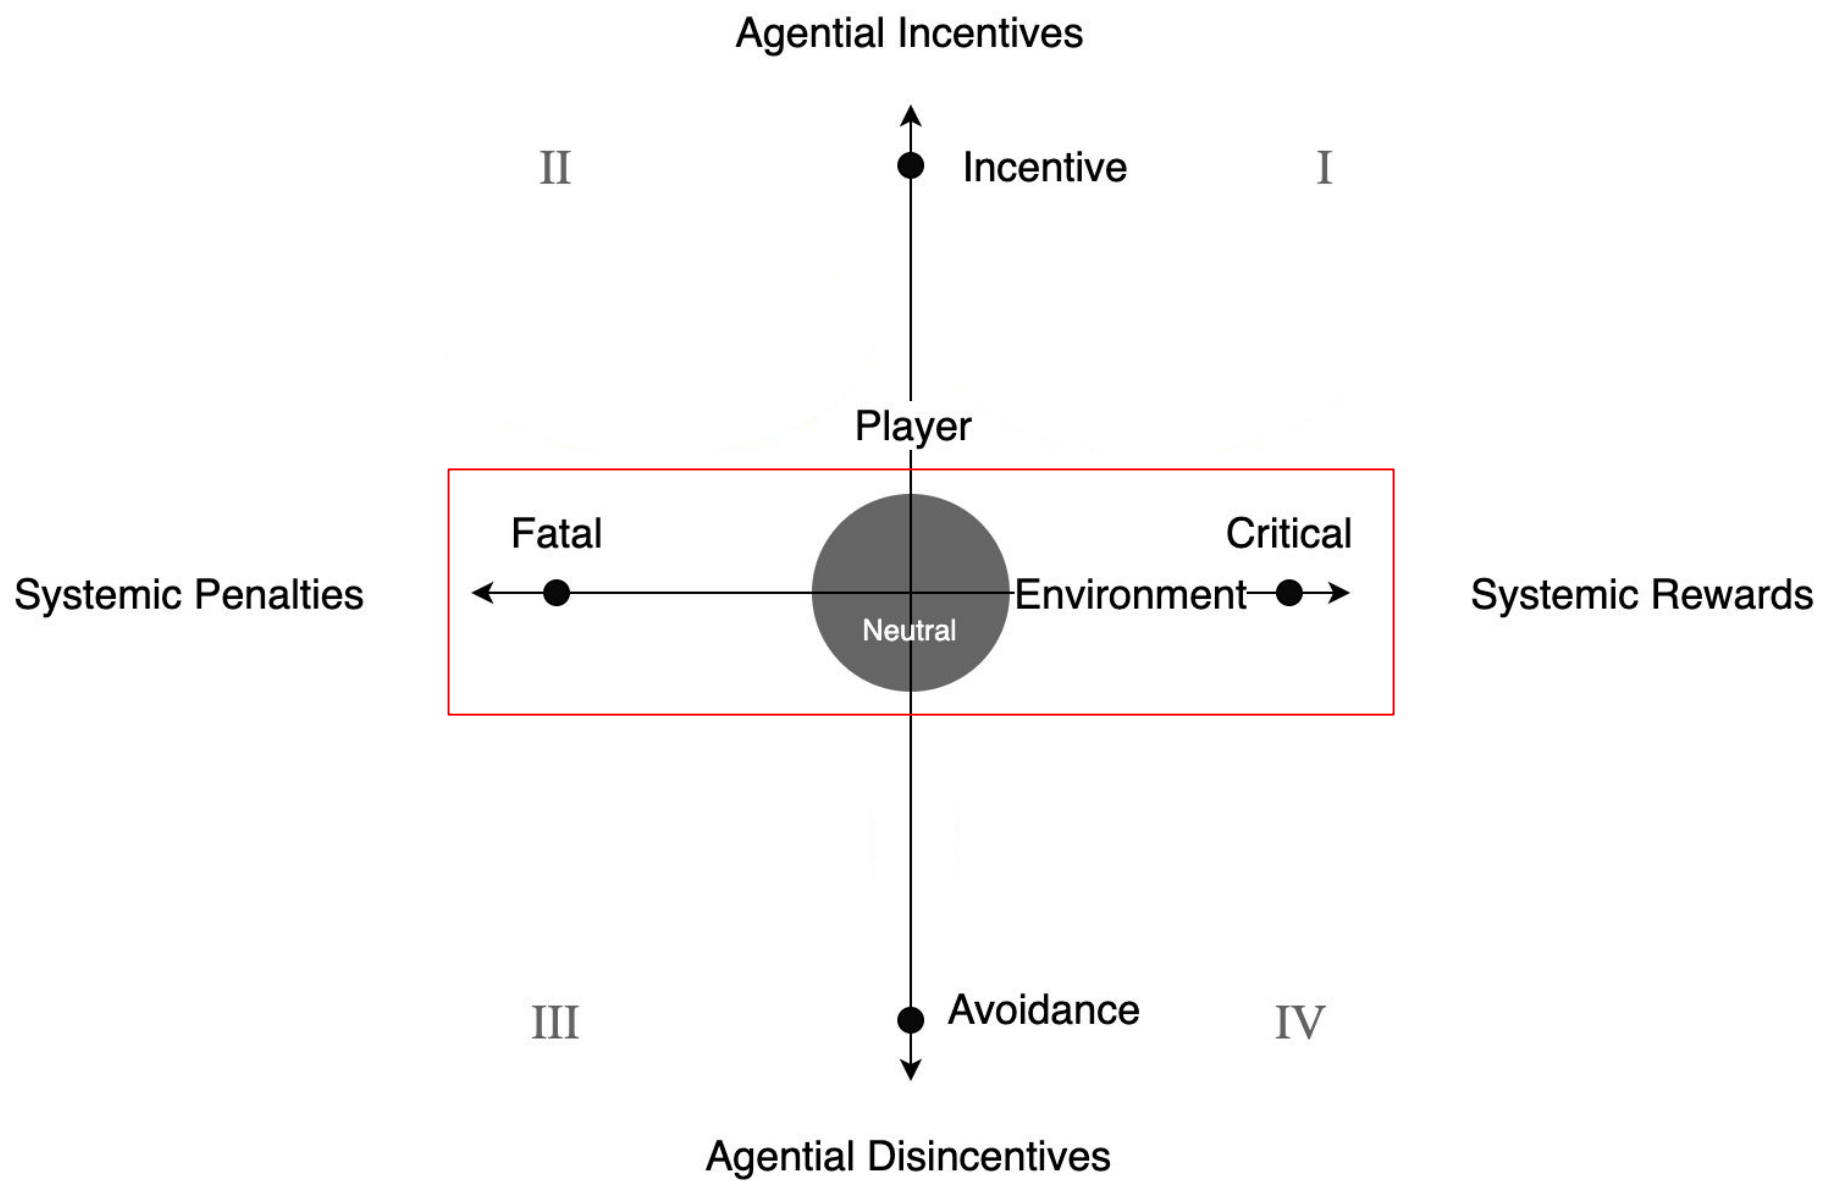 Agential Incentives
II
Incentive
I
Player
Fatal
Critical
Systemic Penalties
Environment
Systemic Rewards
Neutral
III
Avoidance
IV
Agential Disincentives